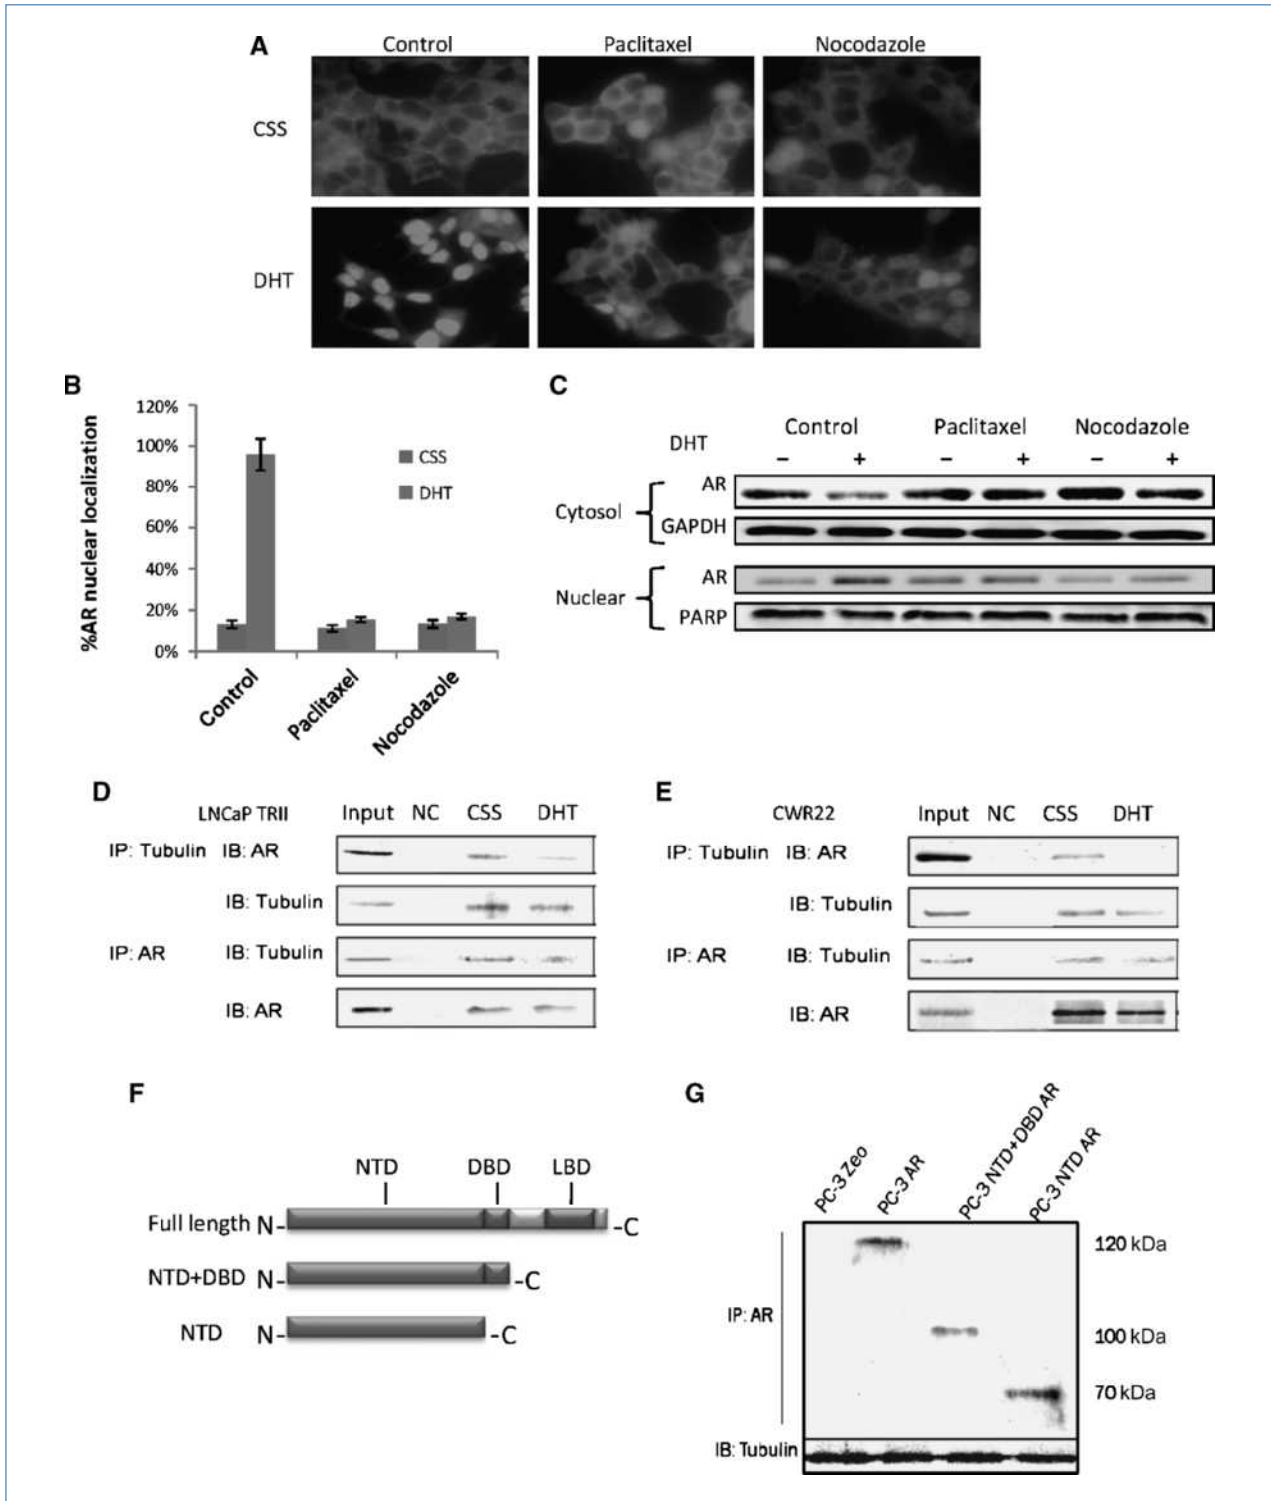 A
Control Paclitaxel Nocodazole
CSS
DHT
B
%AR nuclear localization
120%
100%
80%
60%
40%
20%
0%
CSS
DHT
Control
Paclitaxel
Nocodazole
C
Control Paclitaxel Nocodazole
DHT
– + – + – +
Cytosol
AR
GAPDH
Nuclear
AR
PARP
D
LNCaP TRII Input NC CSS DHT
IP: Tubulin IB: AR
IB: Tubulin
IP: AR IB: Tubulin
IB: AR
E
CWR22 Input NC CSS DHT
IP: Tubulin IB: AR
IB: Tubulin
IP: AR IB: Tubulin
IB: AR
F
NTD DBD LBD
Full length N- -C
NTD+DBD N- -C
NTD N- -C
G
PC-3 Zeo
PC-3 AR
PC-3 NTD+DBD AR
PC-3 NTD AR
120 kDa
IP: AR
100 kDa
70 kDa
IB: Tubulin